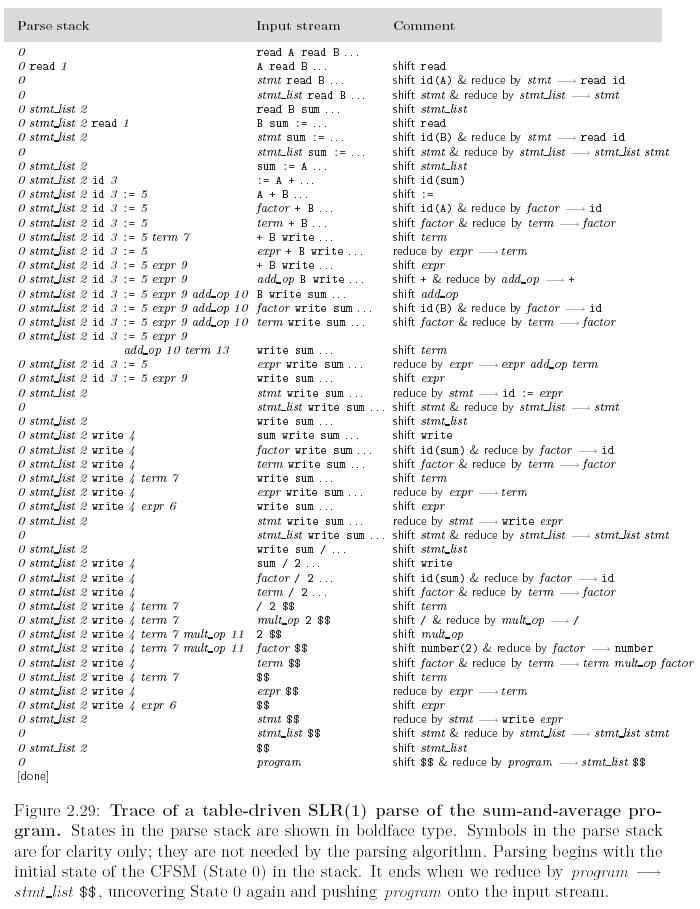 Parse stack Input stream Comment
0 read A read B ...
0 read 1 A read B ... shift read
0 stmt read B ... shift id(A) & reduce by stmt ⟶ read id
0 stmt_list read B ... shift stmt & reduce by stmt_list ⟶ stmt
0 stmt_list 2 read B sum ... shift stmt_list
0 stmt_list 2 read 1 B sum := ... shift read
0 stmt_list 2 stmt sum := ... shift id(B) & reduce by stmt ⟶ read id
0 stmt_list sum := ... shift stmt & reduce by stmt_list ⟶ stmt_list stmt
0 stmt_list 2 sum := A ... shift stmt_list
0 stmt_list 2 id 3 := A + ... shift id(sum)
0 stmt_list 2 id 3 := 5 A + B ... shift :=
0 stmt_list 2 id 3 := 5 factor + B ... shift id(A) & reduce by factor ⟶ id
0 stmt_list 2 id 3 := 5 term + B ... shift factor & reduce by term ⟶ factor
0 stmt_list 2 id 3 := 5 term 7 + B write ... shift term
0 stmt_list 2 id 3 := 5 expr + B write ... reduce by expr ⟶ term
0 stmt_list 2 id 3 := 5 expr 9 + B write ... shift expr
0 stmt_list 2 id 3 := 5 expr 9 add_op B write ... shift + & reduce by add_op ⟶ +
0 stmt_list 2 id 3 := 5 expr 9 add_op 10 B write sum ... shift add_op
0 stmt_list 2 id 3 := 5 expr 9 add_op 10 factor write sum ... shift id(B) & reduce by factor ⟶ id
0 stmt_list 2 id 3 := 5 expr 9 add_op 10 term write sum ... shift factor & reduce by term ⟶ factor
0 stmt_list 2 id 3 := 5 expr 9
add_op 10 term 13 write sum ... shift term
0 stmt_list 2 id 3 := 5 expr write sum ... reduce by expr ⟶ expr add_op term
0 stmt_list 2 id 3 := 5 expr 9 write sum ... shift expr
0 stmt_list 2 stmt write sum ... reduce by stmt ⟶ id := expr
0 stmt_list write sum ... shift stmt & reduce by stmt_list ⟶ stmt
0 stmt_list 2 write sum ... shift stmt_list
0 stmt_list 2 write 4 sum write sum ... shift write
0 stmt_list 2 write 4 factor write sum ... shift id(sum) & reduce by factor ⟶ id
0 stmt_list 2 write 4 term write sum ... shift factor & reduce by term ⟶ factor
0 stmt_list 2 write 4 term 7 write sum ... shift term
0 stmt_list 2 write 4 expr write sum ... reduce by expr ⟶ term
0 stmt_list 2 write 4 expr 6 write sum ... shift expr
0 stmt_list 2 stmt write sum ... reduce by stmt ⟶ write expr
0 stmt_list write sum ... shift stmt & reduce by stmt_list ⟶ stmt_list stmt
0 stmt_list 2 write sum / ... shift stmt_list
0 stmt_list 2 write 4 sum / 2 ... shift write
0 stmt_list 2 write 4 factor / 2 ... shift id(sum) & reduce by factor ⟶ id
0 stmt_list 2 write 4 term / 2 ... shift factor & reduce by term ⟶ factor
0 stmt_list 2 write 4 term 7 / 2 $$ shift term
0 stmt_list 2 write 4 term 7 mult_op 2 $$ shift / & reduce by mult_op ⟶ /
0 stmt_list 2 write 4 term 7 mult_op 11 2 $$ shift mult_op
0 stmt_list 2 write 4 term 7 mult_op 11 factor $$ shift number(2) & reduce by factor ⟶ number
0 stmt_list 2 write 4 term $$ shift factor & reduce by term ⟶ term mult_op factor
0 stmt_list 2 write 4 term 7 $$ shift term
0 stmt_list 2 write 4 expr $$ reduce by expr ⟶ term
0 stmt_list 2 write 4 expr 6 $$ shift expr
0 stmt_list 2 stmt $$ reduce by stmt ⟶ write expr
0 stmt_list $$ shift stmt & reduce by stmt_list ⟶ stmt_list stmt
0 stmt_list 2 $$ shift stmt_list
0 program shift $$ & reduce by program ⟶ stmt_list $$
[done]
Figure 2.29: Trace of a table-driven SLR(1) parse of the sum-and-average pro-
gram. States in the parse stack are shown in boldface type. Symbols in the parse stack
are for clarity only; they are not needed by the parsing algorithm. Parsing begins with the
initial state of the CFSM (State 0) in the stack. It ends when we reduce by program ⟶
stmt_list $$, uncovering State 0 again and pushing program onto the input stream.